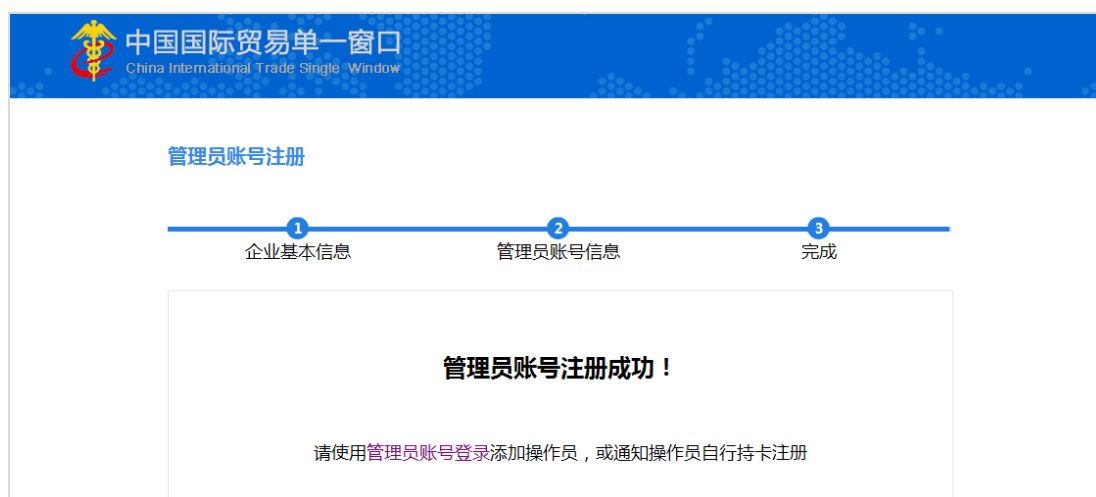 中国国际贸易单一窗口
China International Trade Single Window
管理员账号注册
1 2 3
企业基本信息 管理员账号信息 完成
管理员账号注册成功！
请使用管理员账号登录添加操作员，或通知操作员自行持卡注册